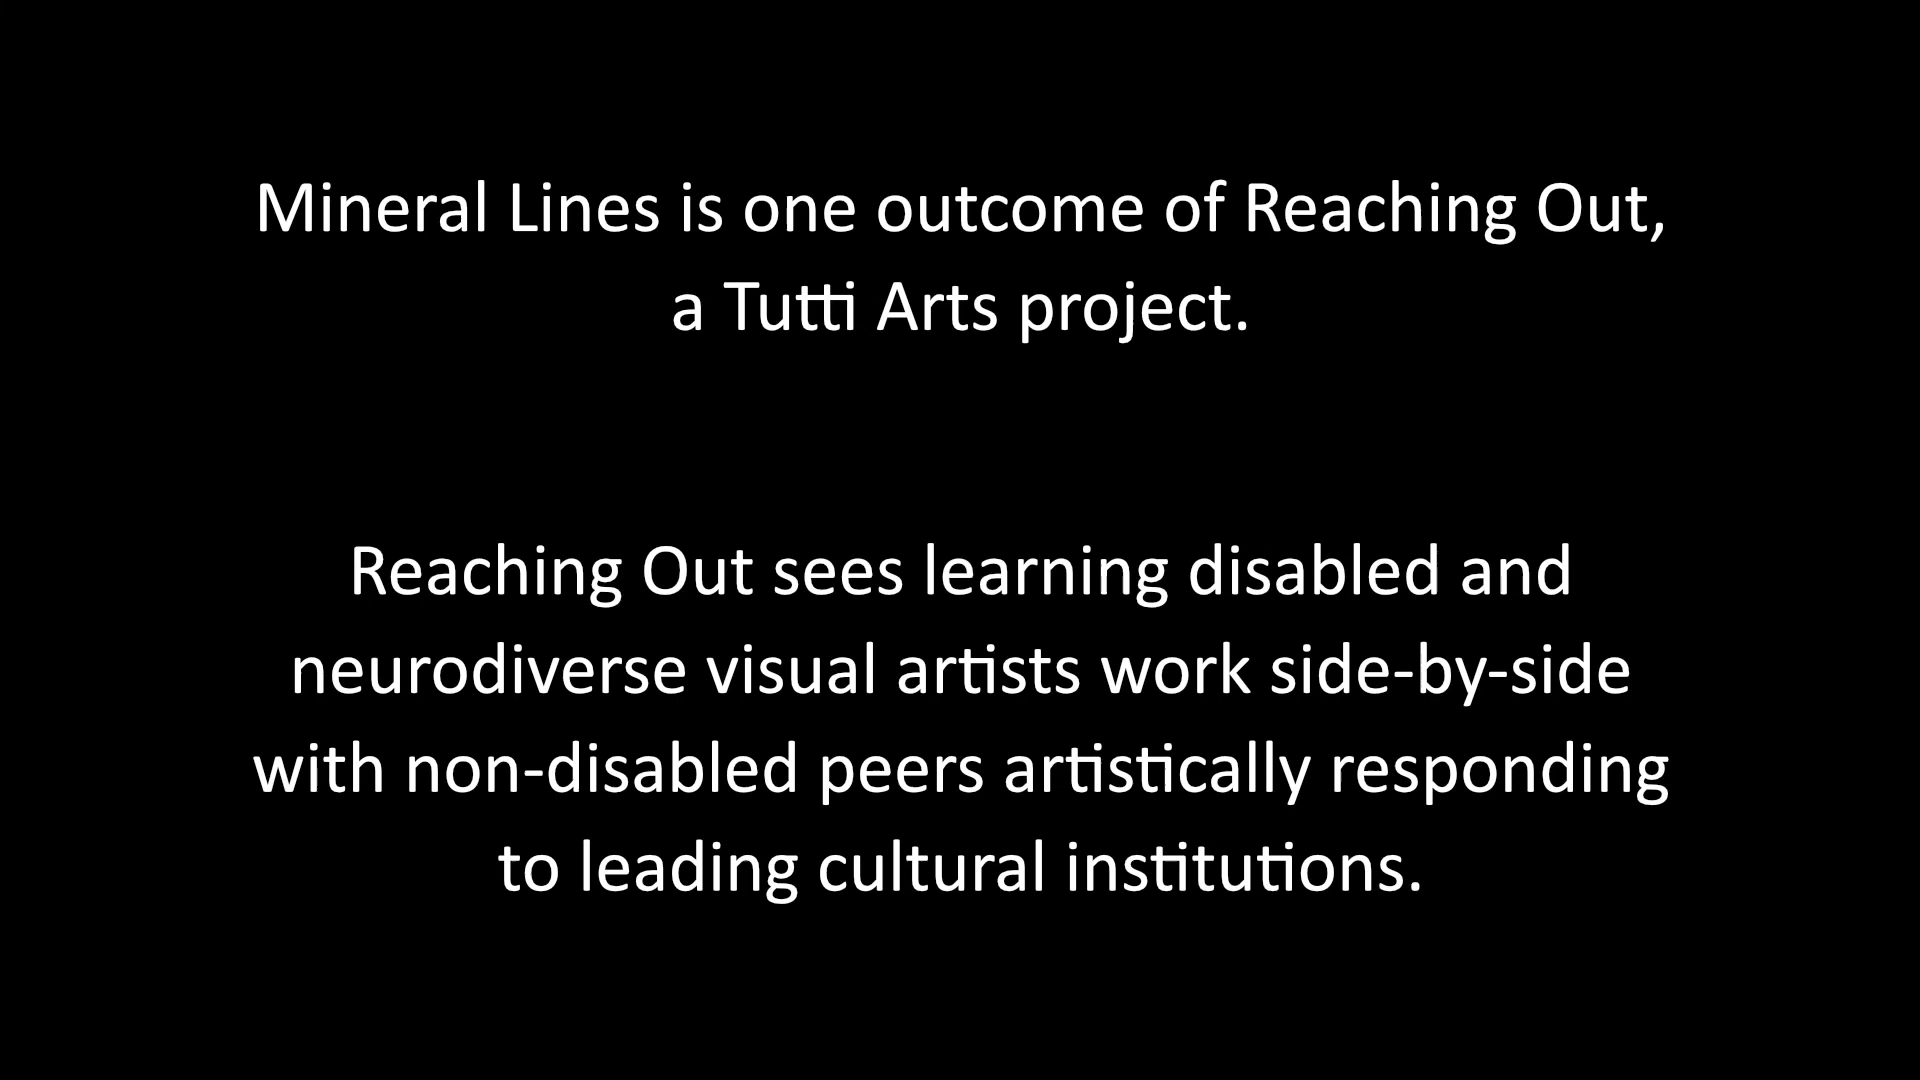 Mineral Lines is one outcome of Reaching Out,
a Tutti Arts project.
Reaching Out sees learning disabled and
neurodiverse visual artists work side-by-side
with non-disabled peers artistically responding
to leading cultural institutions.